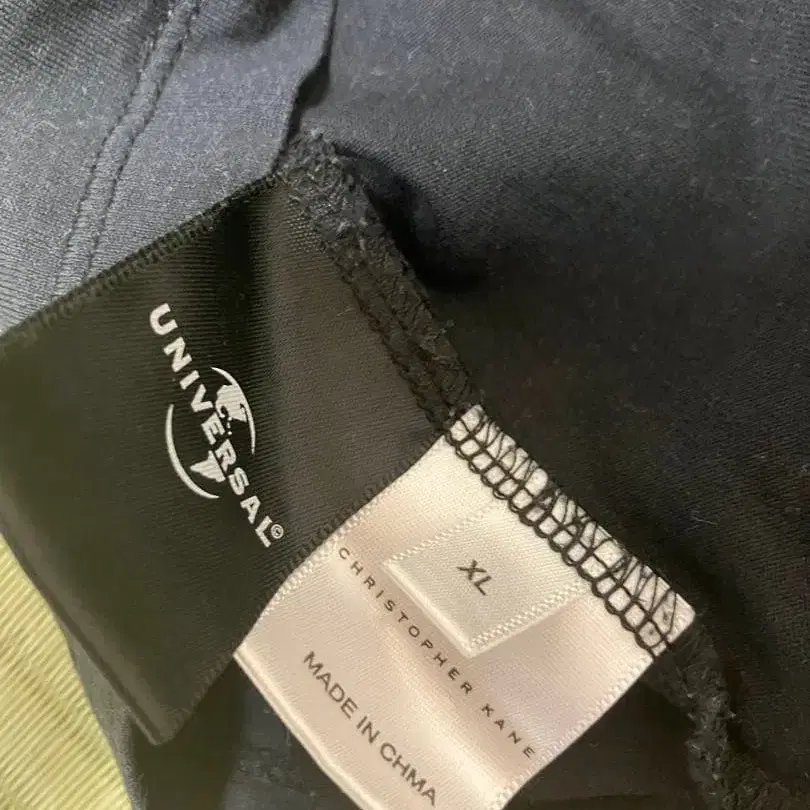 UNIVERSAL©
XL
CHRISTOPHER KANE
MADE IN CHMA